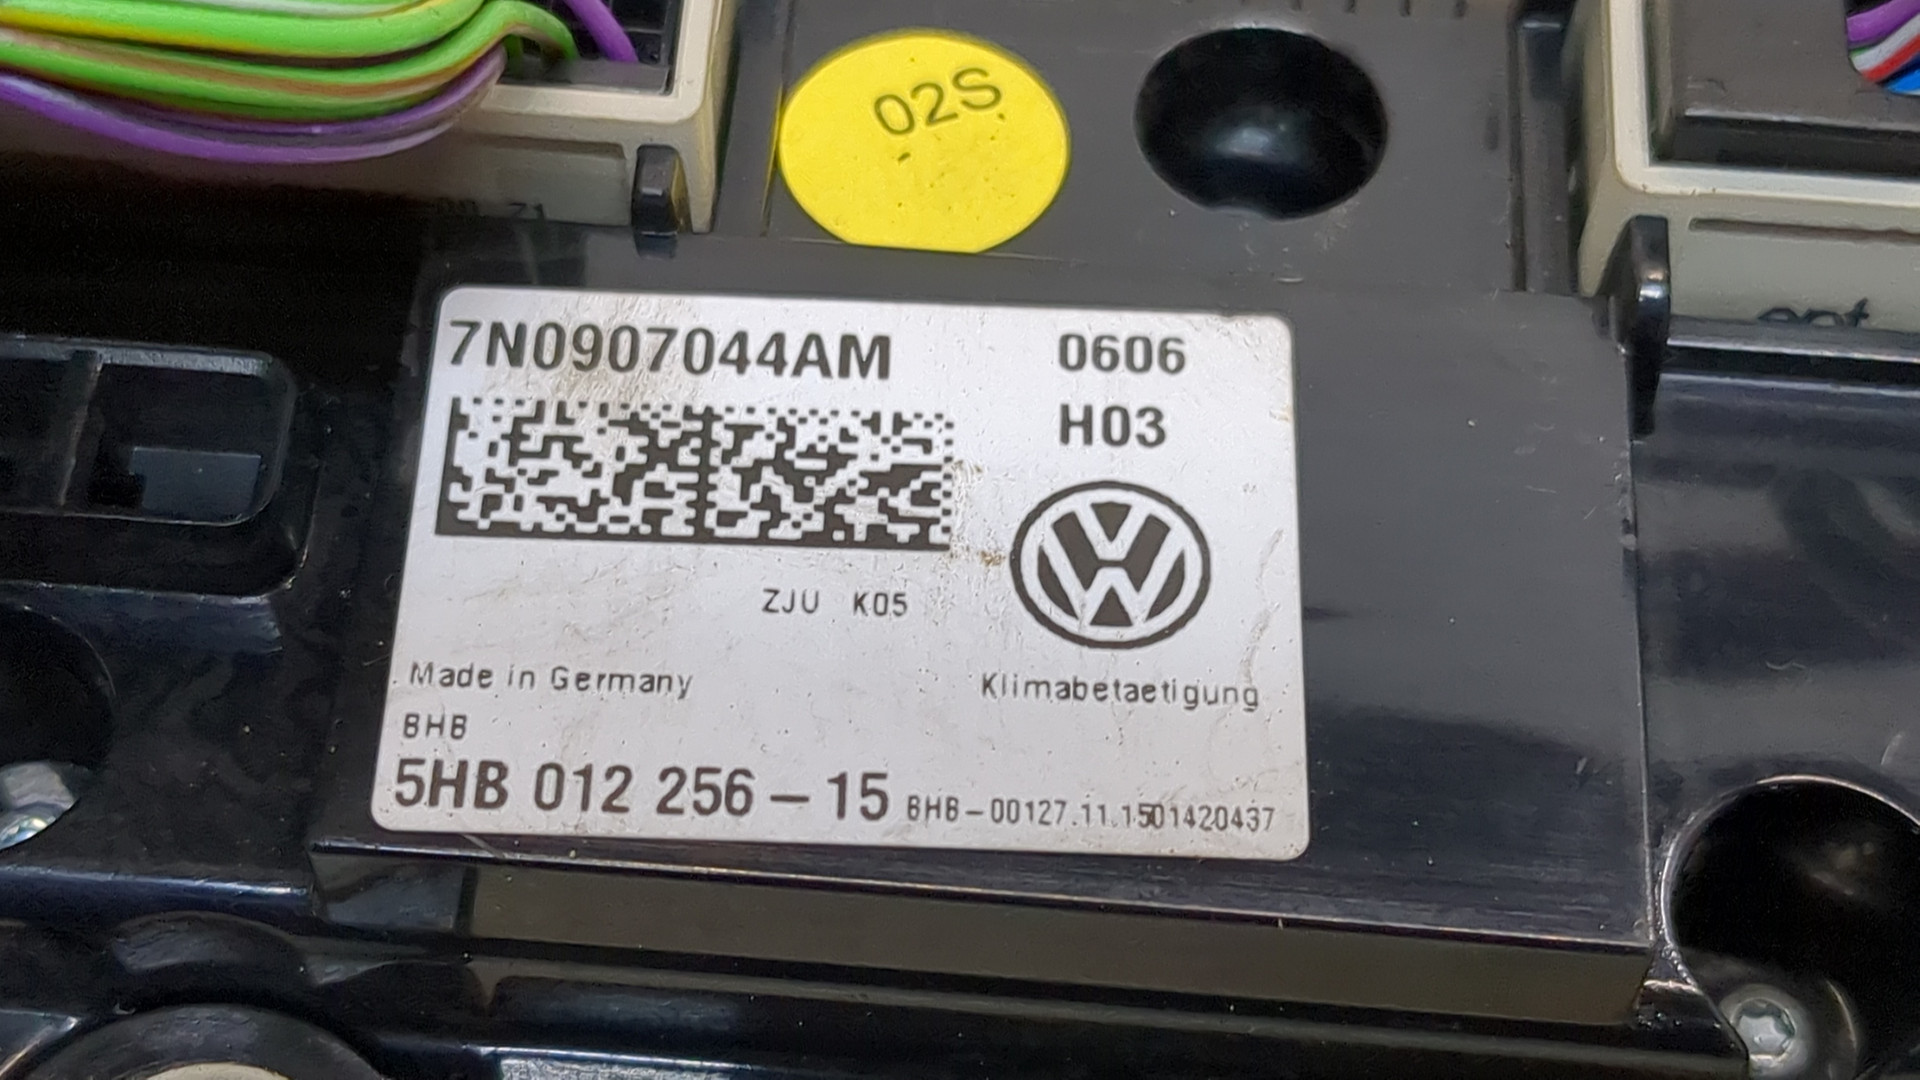 02S
7N0907044AM 0606
H03
ZJU K05
Made in Germany Klimabetaetigung
BHB
5HB 012 256-15 BHB-00127.11.1501420437